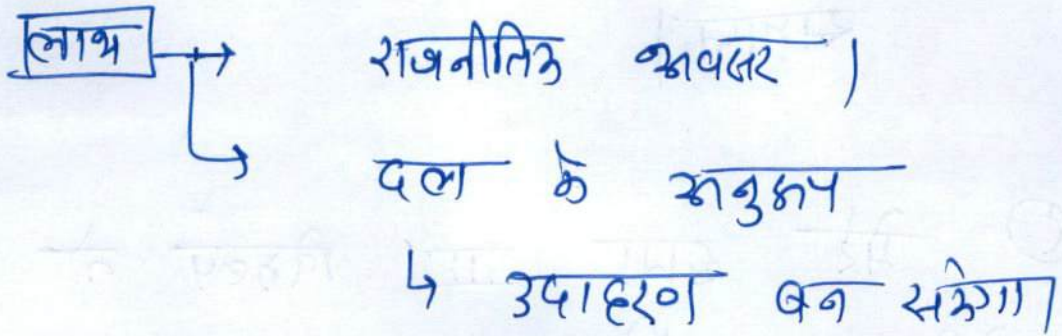 लाभ → राजनीतिक अवसर ।
→ दल के अनुरूप
↳ उदाहरण बन सकेगा।